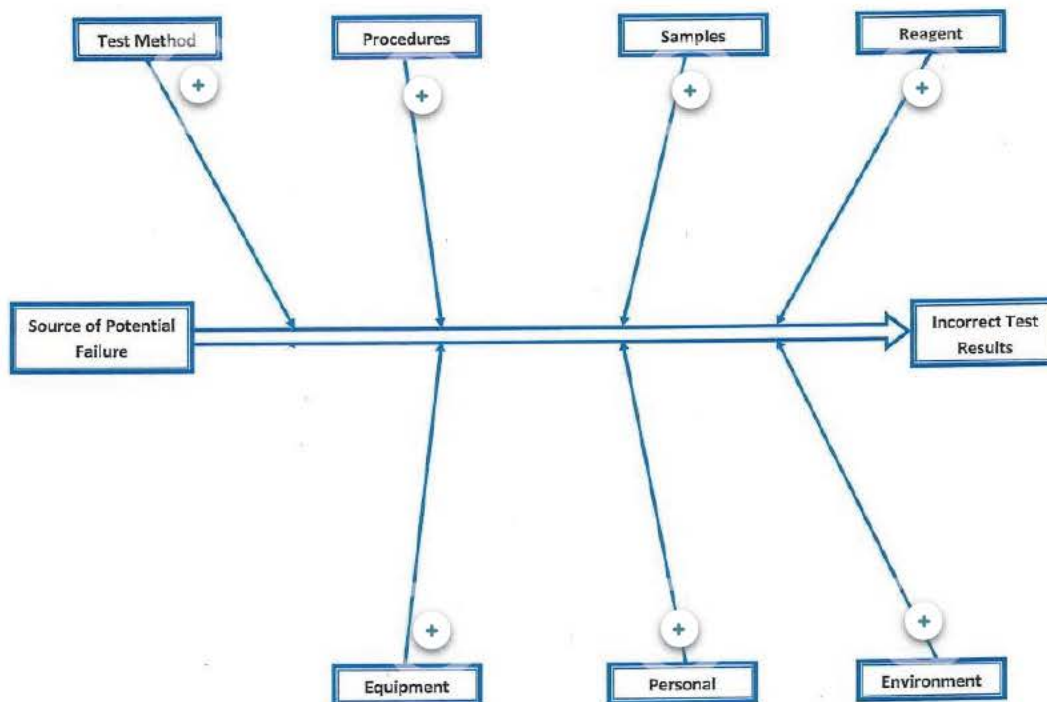 Test Method
Procedures
Samples
Reagent
Source of Potential
Failure
Incorrect Test
Results
Equipment
Personal
Environment